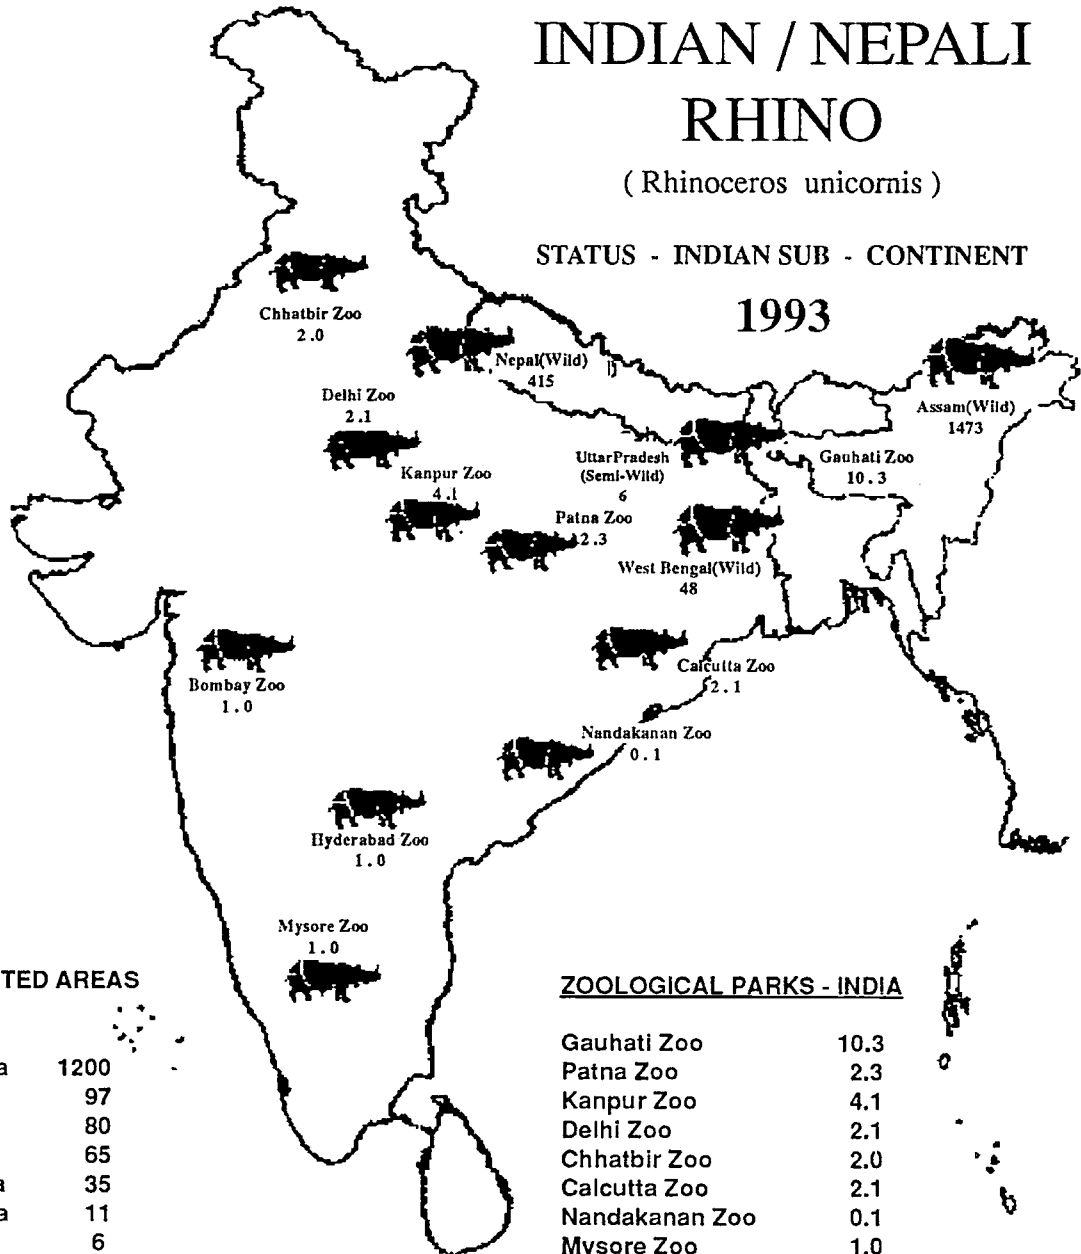 INDIAN / NEPALI
RHINO
( Rhinoceros unicornis )
STATUS - INDIAN SUB - CONTINENT
1993
Chhatbir Zoo
2.0
Nepal(Wild)
415
Delhi Zoo
2.1
Assam(Wild)
1473
UttarPradesh
(Semi-Wild)
6
Gauhati Zoo
10.3
Kanpur Zoo
4.1
Patna Zoo
2.3
West Bengal(Wild)
48
Bombay Zoo
1.0
Calcutta Zoo
2.1
Nandakanan Zoo
0.1
Hyderabad Zoo
1.0
Mysore Zoo
1.0
TED AREAS
a 1200
97
80
65
a 35
a 11
6
ZOOLOGICAL PARKS - INDIA
Gauhati Zoo 10.3
Patna Zoo 2.3
Kanpur Zoo 4.1
Delhi Zoo 2.1
Chhatbir Zoo 2.0
Calcutta Zoo 2.1
Nandakanan Zoo 0.1
Mysore Zoo 1.0